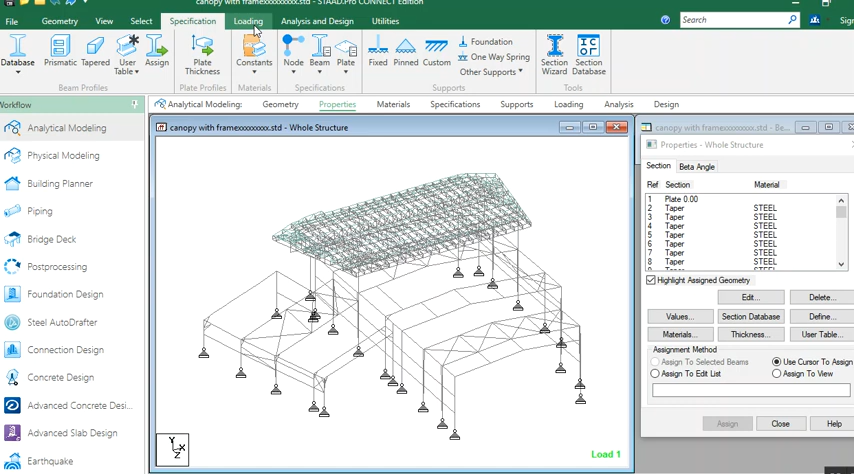 canopy with framexxxxxxxxx.std - STAAD.Pro CONNECT Edition
File Geometry View Select Specification Loading Analysis and Design Utilities Search Sign
Database Prismatic Tapered User Table Assign Plate Thickness Constants Node Beam Plate Fixed Pinned Custom Foundation Section Wizard Section Database
One Way Spring
Other Supports
Beam Profiles Plate Profiles Materials Specifications Supports Tools
Workflow
Analytical Modeling: Geometry Properties Materials Specifications Supports Loading Analysis Design
Analytical Modeling
Physical Modeling
Building Planner
Piping
Bridge Deck
Postprocessing
Foundation Design
Steel AutoDrafter
Connection Design
Concrete Design
Advanced Concrete Desi...
Advanced Slab Design
Earthquake
canopy with framexxxxxxxxx.std - Whole Structure
Y
X
Z
Load 1
canopy with framexxxxxxxxx.std - Be...
Properties - Whole Structure
Section Beta Angle
Ref Section Material
1 Plate 0.00
2 Taper STEEL
3 Taper STEEL
4 Taper STEEL
5 Taper STEEL
6 Taper STEEL
7 Taper STEEL
8 Taper STEEL
Highlight Assigned Geometry
Edit... Delete...
Values... Section Database Define...
Materials... Thickness... User Table...
Assignment Method
Assign To Selected Beams Use Cursor To Assign
Assign To Edit List Assign To View
Assign Close Help